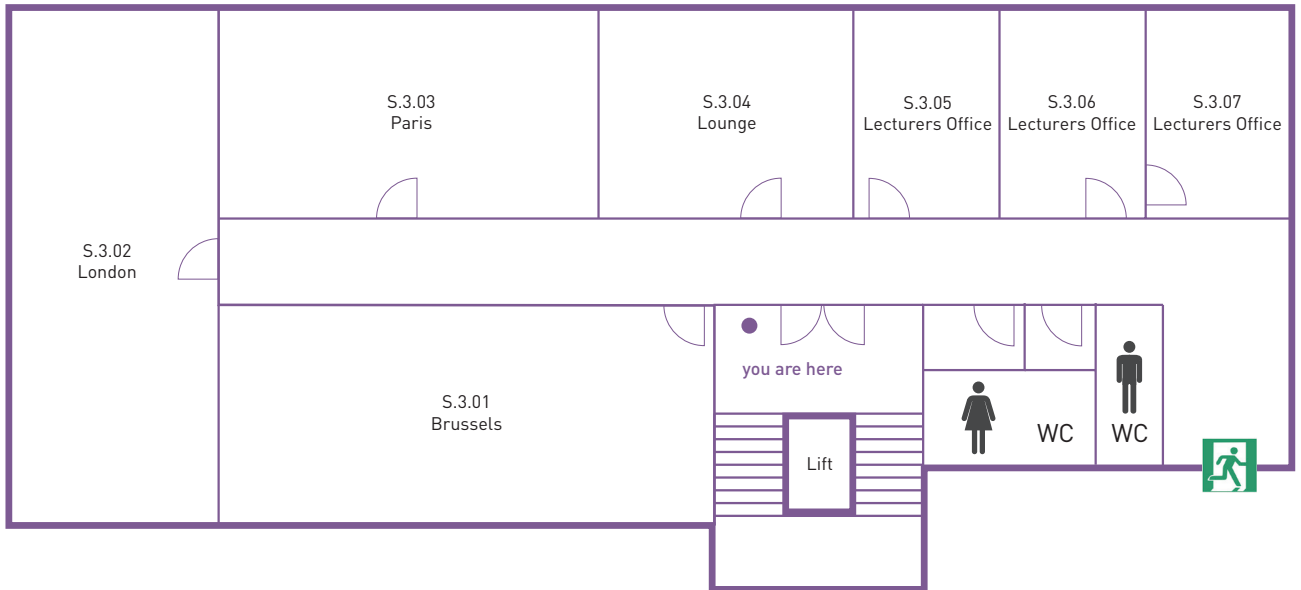 S.3.03
Paris
S.3.04
Lounge
S.3.05
Lecturers Office
S.3.06
Lecturers Office
S.3.07
Lecturers Office
S.3.02
London
you are here
S.3.01
Brussels
WC
WC
Lift